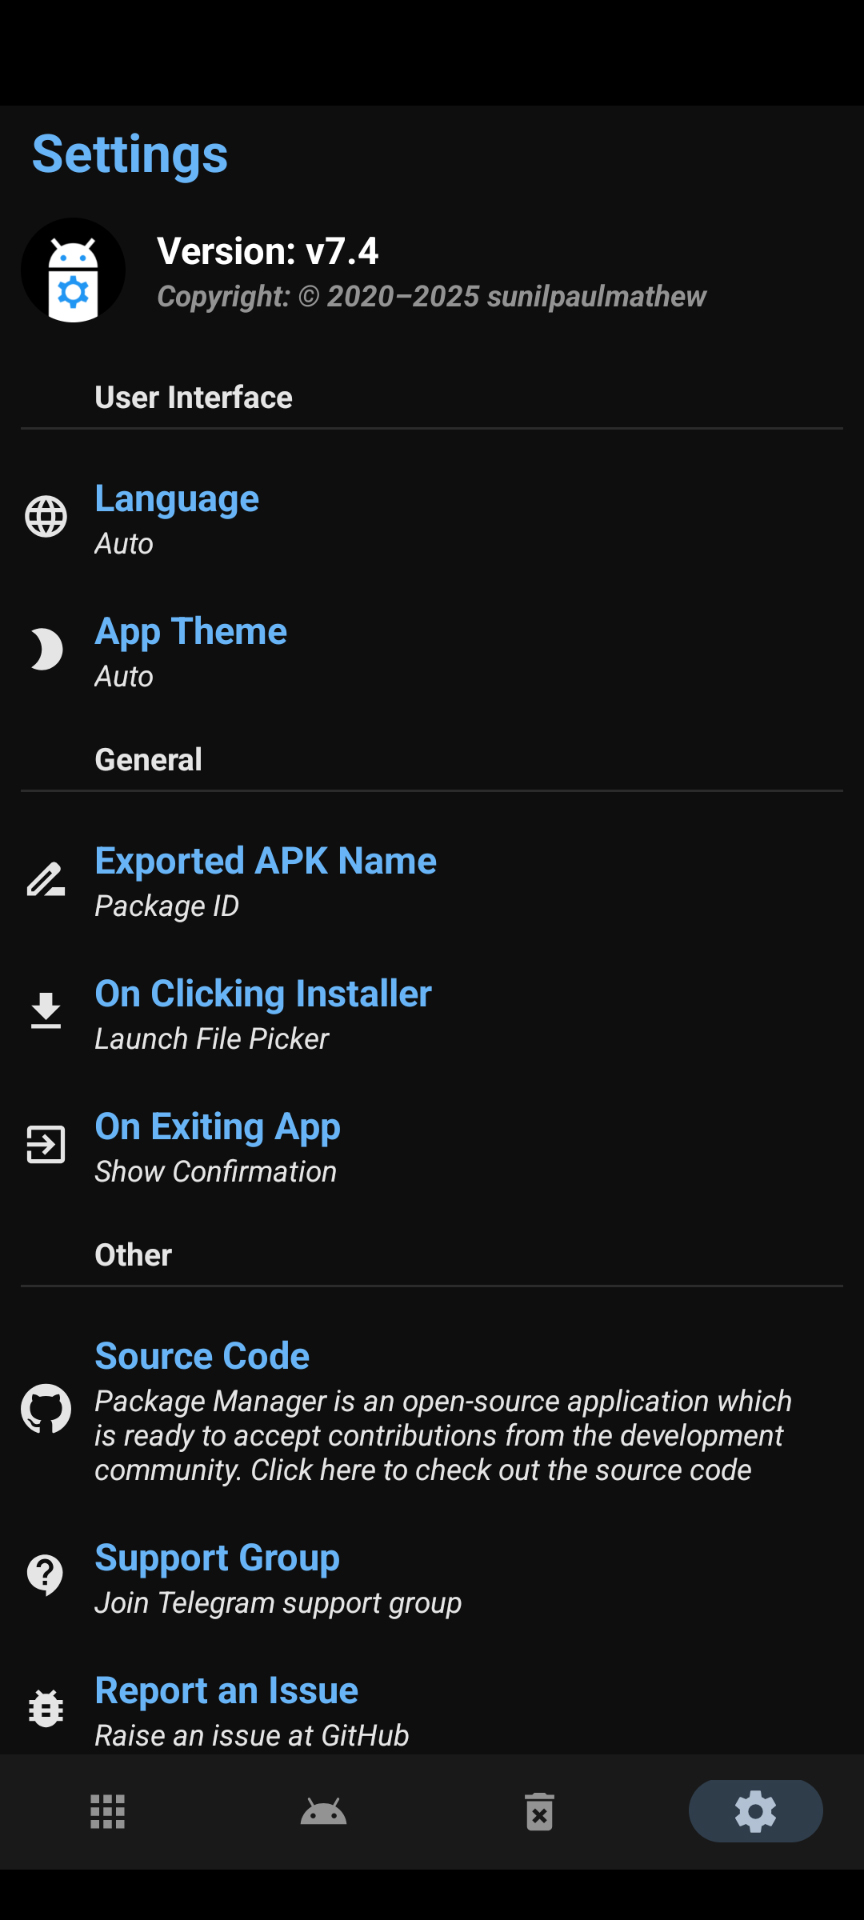 Settings
Version: v7.4
Copyright: © 2020–2025 sunilpaulmathew
User Interface
Language
Auto
App Theme
Auto
General
Exported APK Name
Package ID
On Clicking Installer
Launch File Picker
On Exiting App
Show Confirmation
Other
Source Code
Package Manager is an open-source application which
is ready to accept contributions from the development
community. Click here to check out the source code
Support Group
Join Telegram support group
Report an Issue
Raise an issue at GitHub